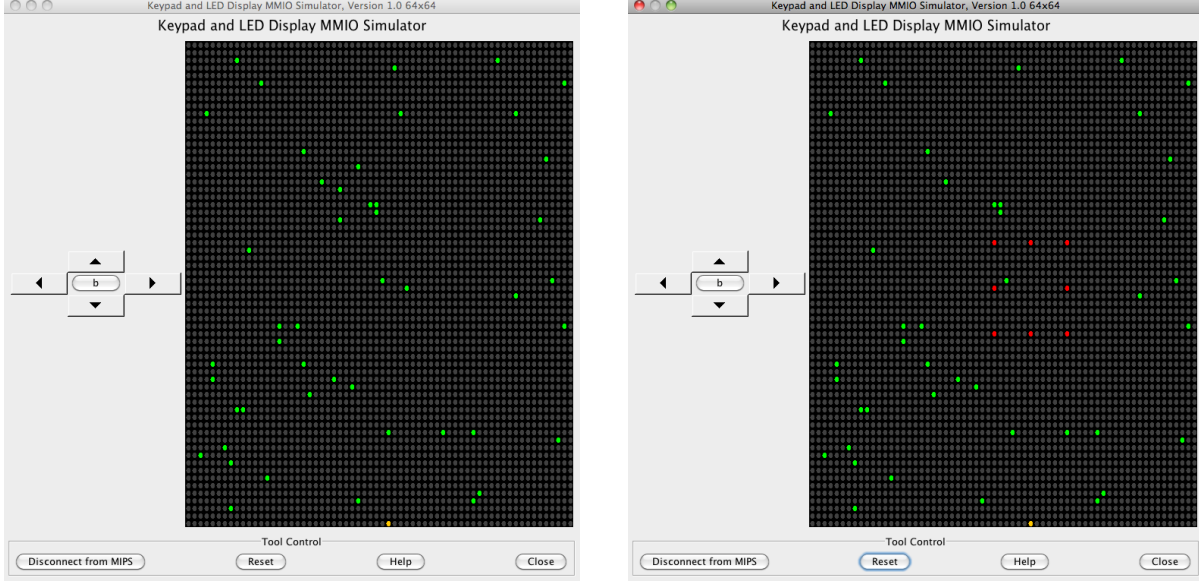 Keypad and LED Display MMIO Simulator, Version 1.0 64x64
Keypad and LED Display MMIO Simulator
b
Tool Control
Disconnect from MIPS
Reset
Help
Close
Keypad and LED Display MMIO Simulator, Version 1.0 64x64
Keypad and LED Display MMIO Simulator
b
Tool Control
Disconnect from MIPS
Reset
Help
Close